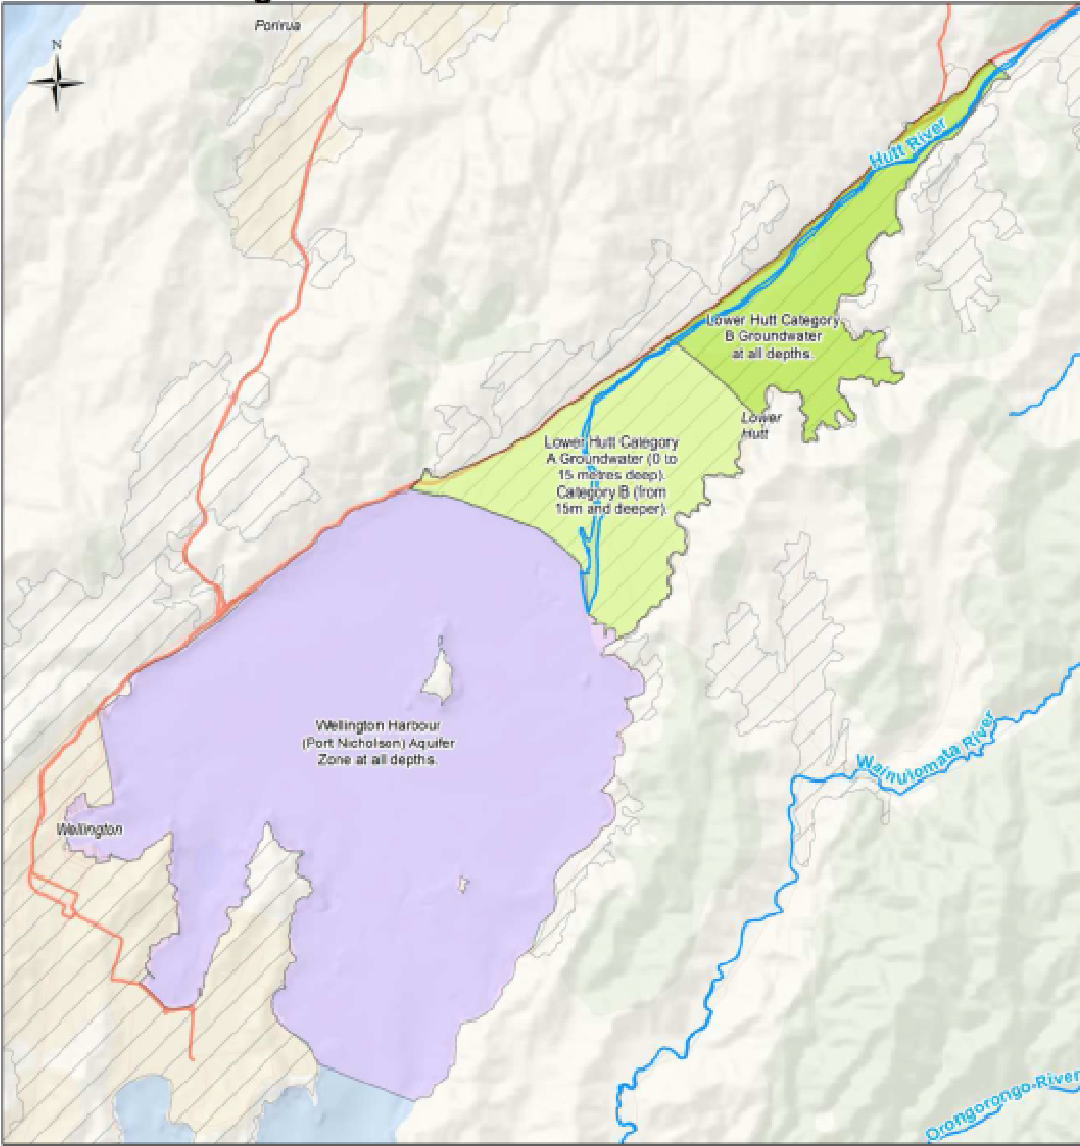 Porirua
N
Hutt River
Lower Hutt Category
B Groundwater
at all depths.
Lower
Hutt
Lower Hutt Category
A Groundwater (0 to
15 metres deep).
Category B (from
15m and deeper).
Wellington Harbour
(Port Nicholson) Aquifer
Zone at all depths.
Wainuiomata River
Wellington
Orongorongo River